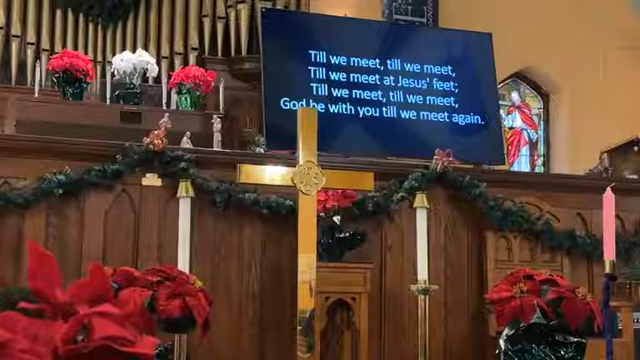 Till we meet, till we meet,
Till we meet at Jesus' feet;
Till we meet, till we meet,
God be with you till we meet again.